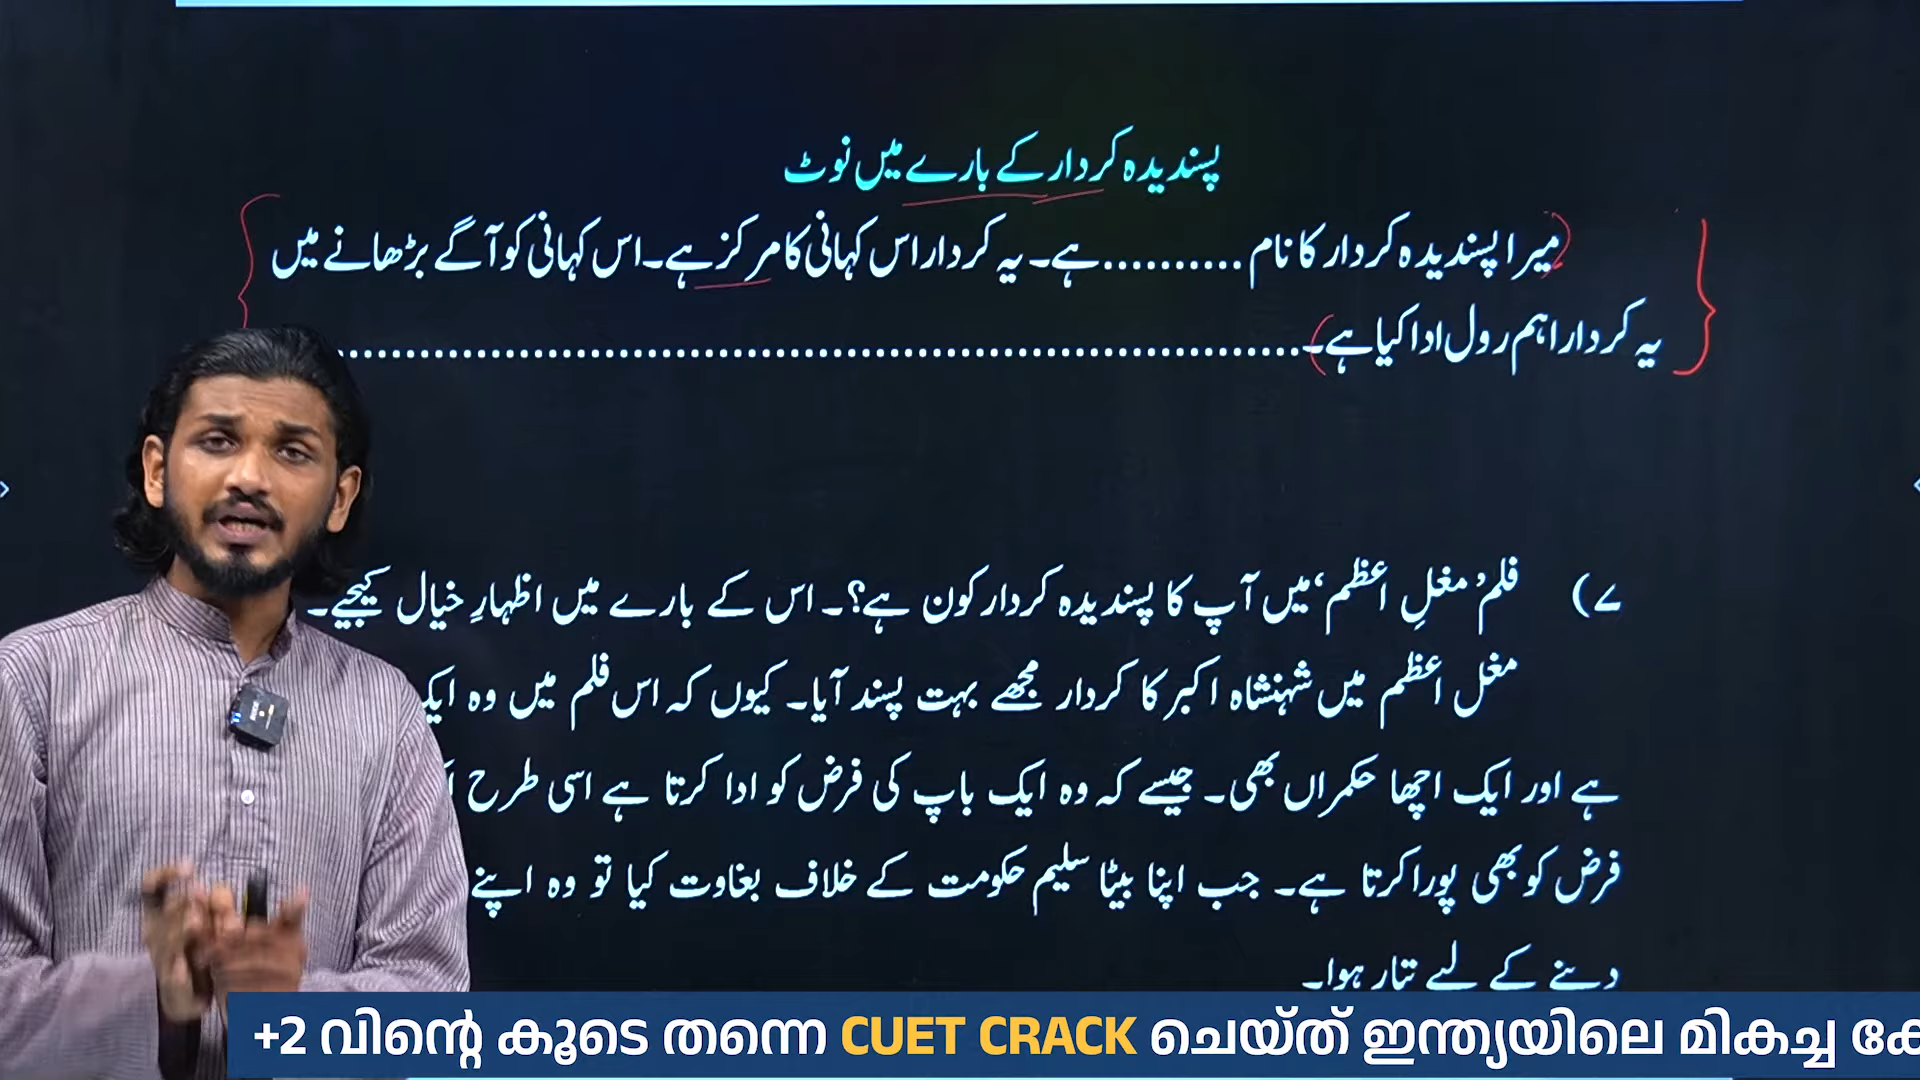 پسندیدہ کردار کے بارے میں نوٹ
میرا پسندیدہ کردار کا نام ........... ہے۔ یہ کردار اس کہانی کا مرکز ہے۔ اس کہانی کو آگے بڑھانے میں
یہ کردار اہم رول ادا کیا ہے۔......................................................................
۷) فلم ’مغلِ اعظم‘ میں آپ کا پسندیدہ کردار کون ہے؟۔ اس کے بارے میں اظہارِ خیال کیجیے۔
مغل اعظم میں شہنشاہ اکبر کا کردار مجھے بہت پسند آیا۔ کیوں کہ اس فلم میں وہ ایک
ہے اور ایک اچھا حکمراں بھی۔ جیسے کہ وہ ایک باپ کی فرض کو ادا کرتا ہے اسی طرح
فرض کو بھی پورا کرتا ہے۔ جب اپنا بیٹا سلیم حکومت کے خلاف بغاوت کیا تو وہ اپنے
دینے کے لیے تیار ہوا۔
+2 വിന്റെ കൂടെ തന്നെ CUET CRACK ചെയ്ത് ഇന്ത്യയിലെ മികച്ച